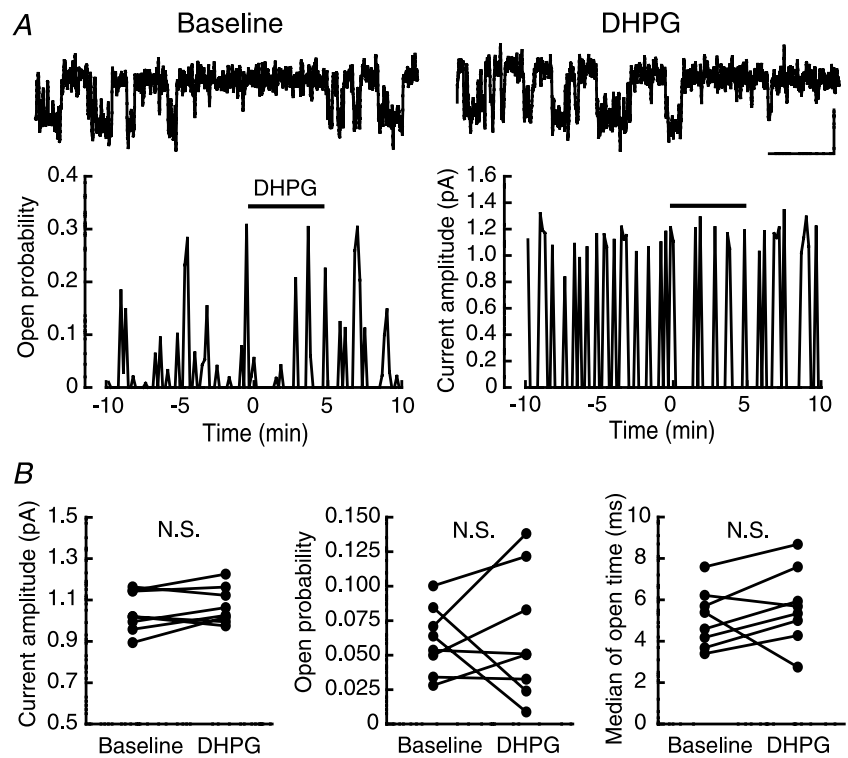 A
Baseline
DHPG
Open probability
0.4
0.3
0.2
0.1
0
DHPG
-10
-5
0
5
10
Time (min)
Current amplitude (pA)
1.6
1.4
1.2
1.0
0.8
0.6
0.4
0.2
0
-10
-5
0
5
10
Time (min)
B
Current amplitude (pA)
1.5
1.3
1.1
0.9
0.7
0.5
N.S.
Baseline
DHPG
Open probability
0.150
0.125
0.100
0.075
0.050
0.025
0
N.S.
Baseline
DHPG
Median of open time (ms)
10
8
6
4
2
0
N.S.
Baseline
DHPG